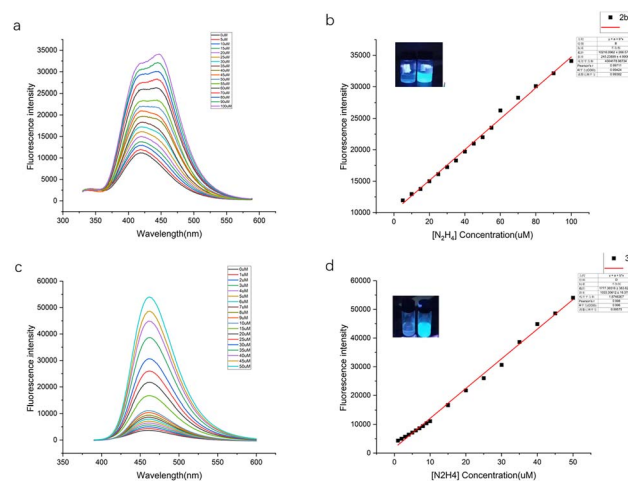 a
Fluorescence intensity
35000
30000
25000
20000
15000
10000
5000
0
300 350 400 450 500 550 600
Wavelength(nm)
0uM
5uM
10uM
15uM
20uM
25uM
30uM
35uM
40uM
45uM
50uM
55uM
60uM
70uM
80uM
90uM
100uM
b
Fluorescence intensity
35000
30000
25000
20000
15000
10000
0 20 40 60 80 100
[N₂H₄] Concentration(uM)
2b
c
Fluorescence intensity
60000
50000
40000
30000
20000
10000
0
350 400 450 500 550 600
Wavelength(nm)
0uM
1uM
2uM
3uM
4uM
5uM
6uM
7uM
8uM
9uM
10uM
15uM
20uM
25uM
30uM
35uM
40uM
45uM
50uM
d
Fluorescence intensity
60000
50000
40000
30000
20000
10000
0
0 10 20 30 40 50
[N2H4] Concentration(uM)
3